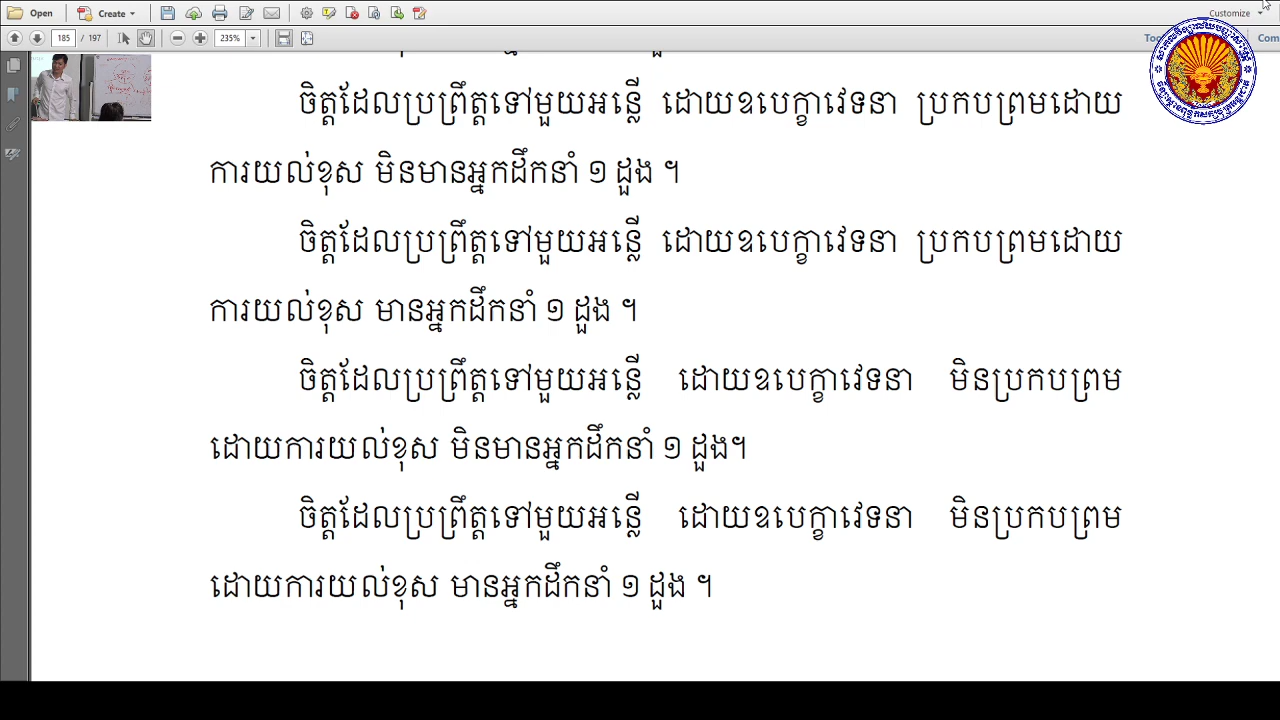 Open Create Customize
185 / 197 235% Com
ចិត្តដែលប្រព្រឹត្តទៅមួយអន្លើ ដោយឧបេក្ខាវេទនា ប្រកបព្រមដោយ
ការយល់ខុស មិនមានអ្នកដឹកនាំ ១ ដួង ។
ចិត្តដែលប្រព្រឹត្តទៅមួយអន្លើ ដោយឧបេក្ខាវេទនា ប្រកបព្រមដោយ
ការយល់ខុស មានអ្នកដឹកនាំ ១ ដួង ។
ចិត្តដែលប្រព្រឹត្តទៅមួយអន្លើ ដោយឧបេក្ខាវេទនា មិនប្រកបព្រម
ដោយការយល់ខុស មិនមានអ្នកដឹកនាំ ១ ដួង។
ចិត្តដែលប្រព្រឹត្តទៅមួយអន្លើ ដោយឧបេក្ខាវេទនា មិនប្រកបព្រម
ដោយការយល់ខុស មានអ្នកដឹកនាំ ១ ដួង ។